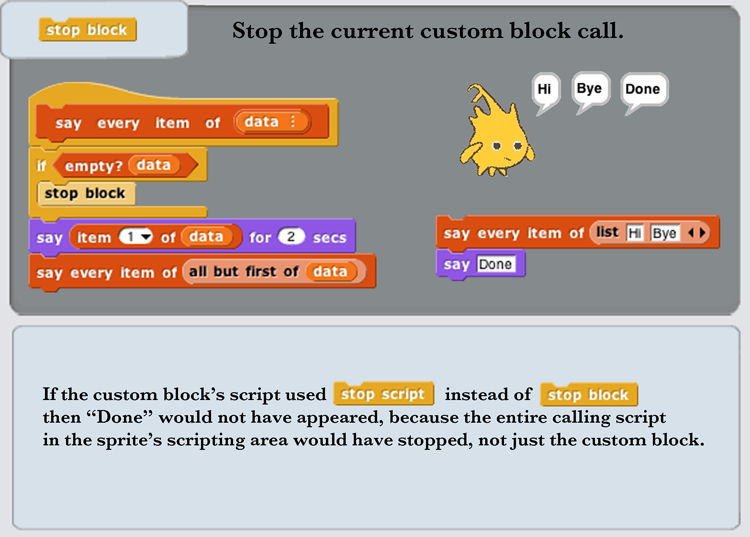 stop block
Stop the current custom block call.
Hi Bye Done
say every item of data ⋮
if empty? data
stop block
say item 1 of data for 2 secs
say every item of all but first of data
say every item of list Hi Bye
say Done
If the custom block’s script used stop script instead of stop block
then “Done” would not have appeared, because the entire calling script
in the sprite’s scripting area would have stopped, not just the custom block.